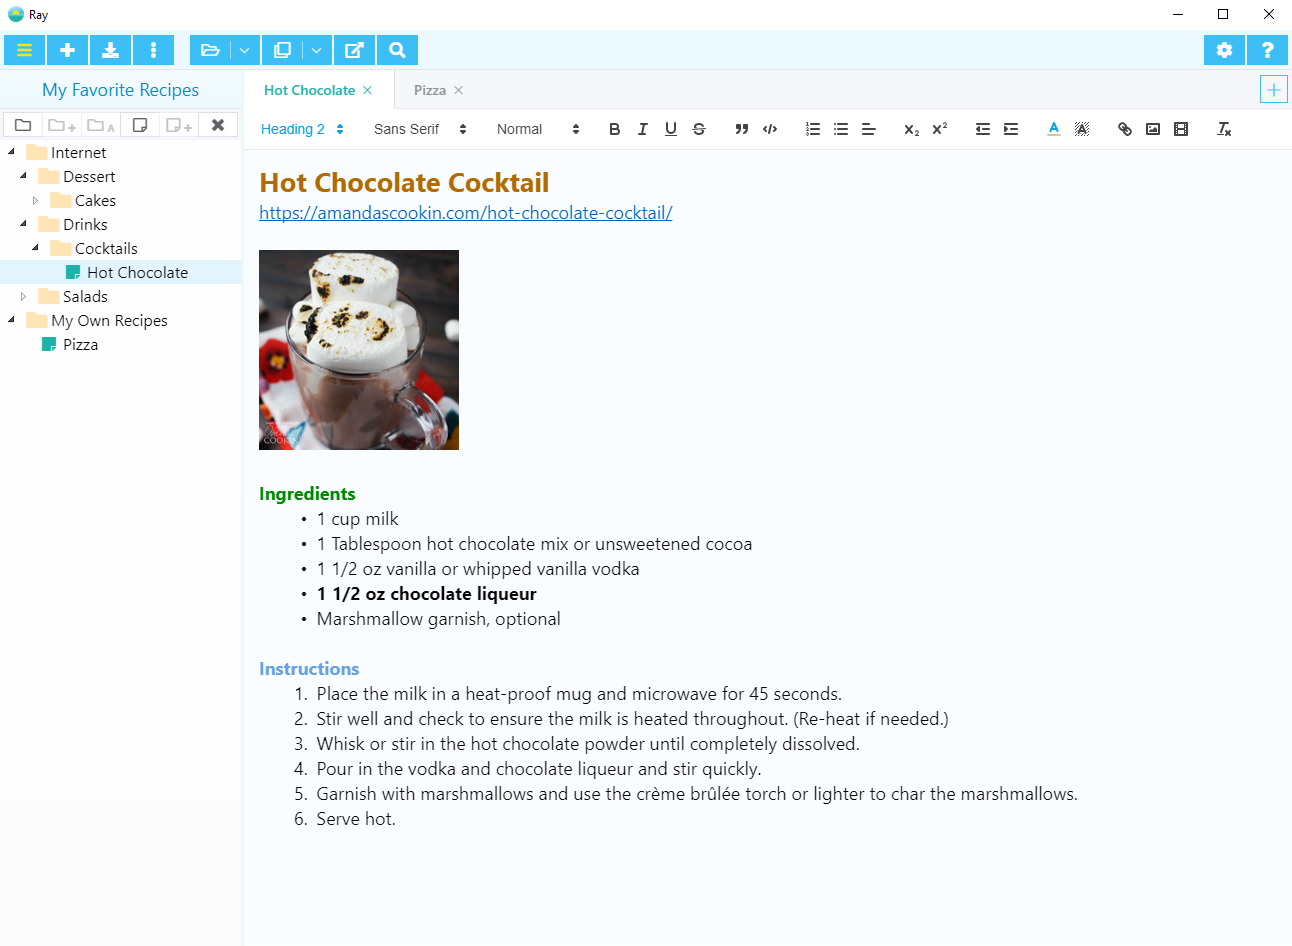 Ray
My Favorite Recipes
Hot Chocolate
Pizza
Heading 2
Sans Serif
Normal
Internet
Dessert
Cakes
Drinks
Cocktails
Hot Chocolate
Salads
My Own Recipes
Pizza
Hot Chocolate Cocktail
https://amandascookin.com/hot-chocolate-cocktail/
COOKIN
Ingredients
• 1 cup milk
• 1 Tablespoon hot chocolate mix or unsweetened cocoa
• 1 1/2 oz vanilla or whipped vanilla vodka
• 1 1/2 oz chocolate liqueur
• Marshmallow garnish, optional
Instructions
1. Place the milk in a heat-proof mug and microwave for 45 seconds.
2. Stir well and check to ensure the milk is heated throughout. (Re-heat if needed.)
3. Whisk or stir in the hot chocolate powder until completely dissolved.
4. Pour in the vodka and chocolate liqueur and stir quickly.
5. Garnish with marshmallows and use the crème brûlée torch or lighter to char the marshmallows.
6. Serve hot.